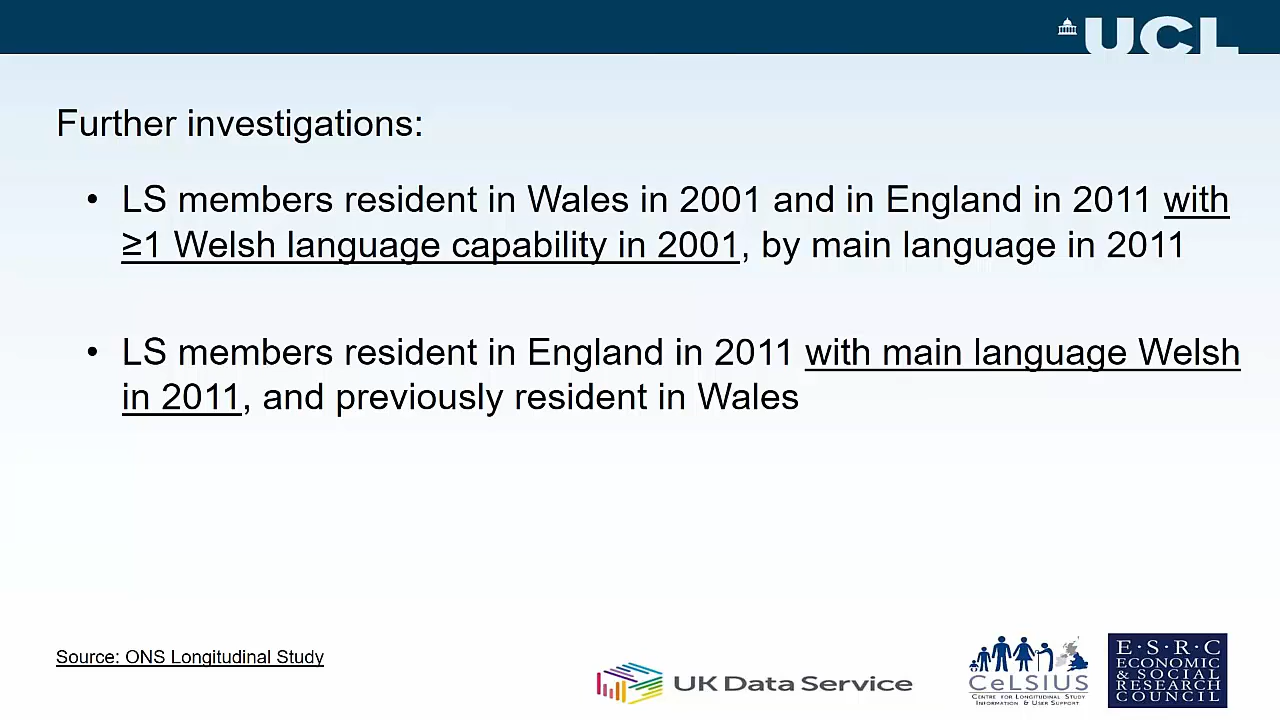 UCL
Further investigations:
• LS members resident in Wales in 2001 and in England in 2011 with
≥1 Welsh language capability in 2001, by main language in 2011
• LS members resident in England in 2011 with main language Welsh
in 2011, and previously resident in Wales
Source: ONS Longitudinal Study
UK Data Service
CeLSIUS
Centre for Longitudinal Study
Information & User Support
E·S·R·C
ECONOMIC
& SOCIAL
RESEARCH
COUNCIL